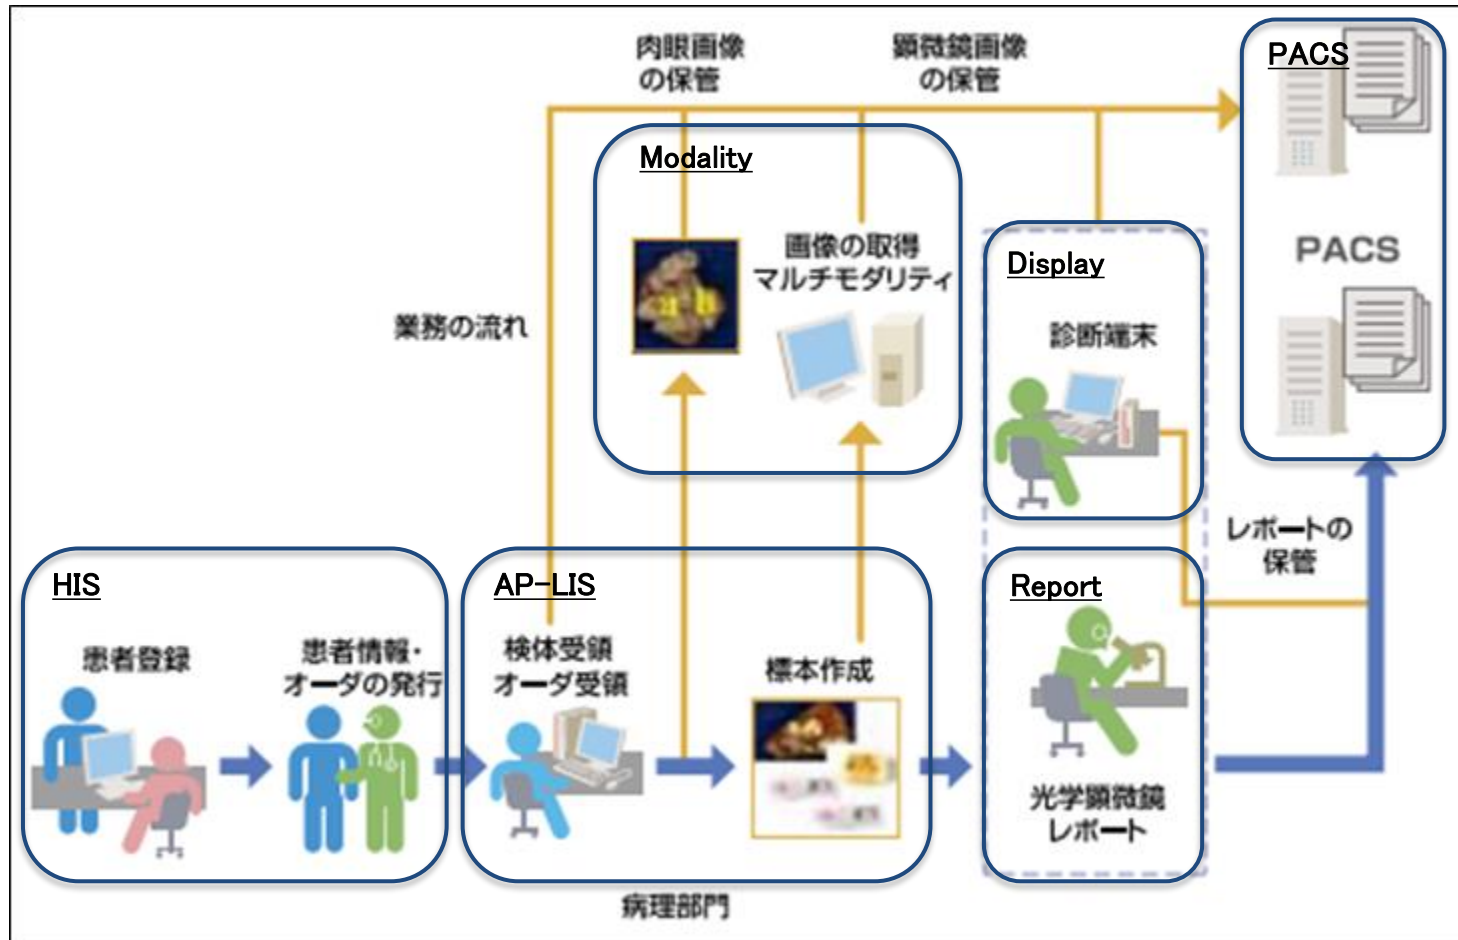 肉眼画像
の保管
顕微鏡画像
の保管
PACS
Modality
画像の取得
マルチモダリティ
Display
PACS
業務の流れ
診断端末
レポートの
保管
HIS
AP-LIS
Report
患者登録
患者情報・
オーダの発行
検体受領
オーダ受領
標本作成
光学顕微鏡
レポート
病理部門